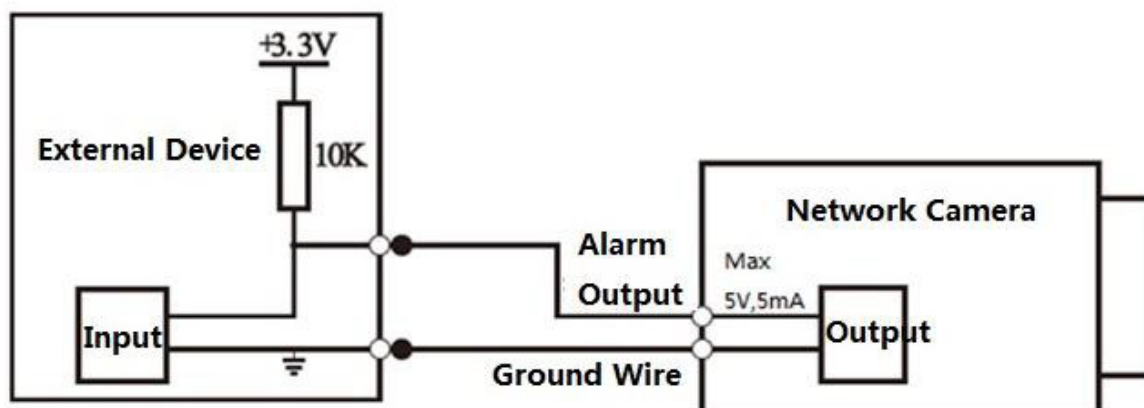 +3.3V
External Device
10K
Network Camera
Alarm
Output
Max
5V,5mA
Input
Output
Ground Wire